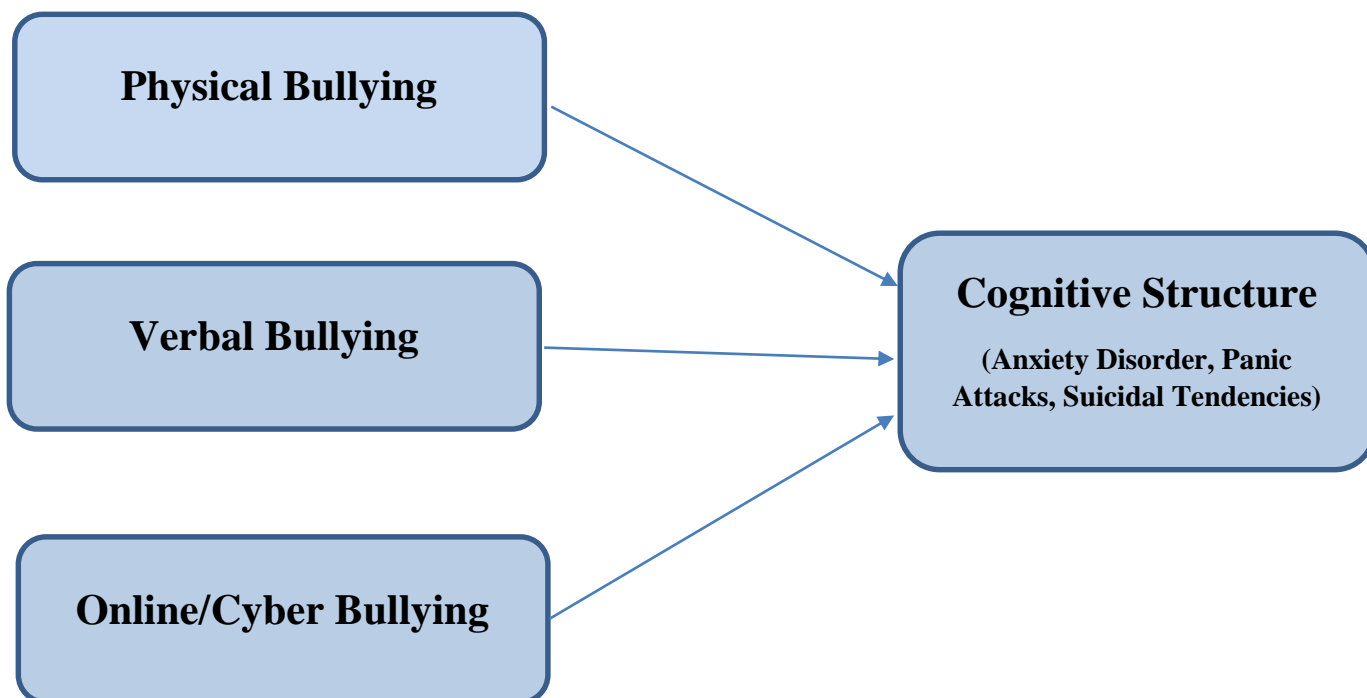 Physical Bullying
Verbal Bullying
Online/Cyber Bullying
Cognitive Structure
(Anxiety Disorder, Panic
Attacks, Suicidal Tendencies)